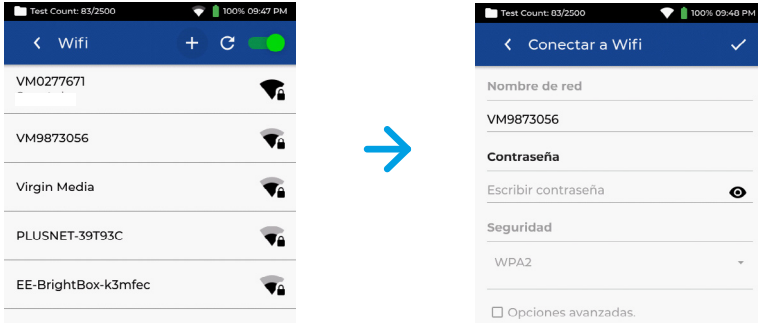 Test Count: 83/2500 100% 09:47 PM
Wifi
VM0277671
VM9873056
Virgin Media
PLUSNET-39T93C
EE-BrightBox-k3mfec
Test Count: 83/2500 100% 09:48 PM
Conectar a Wifi
Nombre de red
VM9873056
Contraseña
Escribir contraseña
Seguridad
WPA2
Opciones avanzadas.